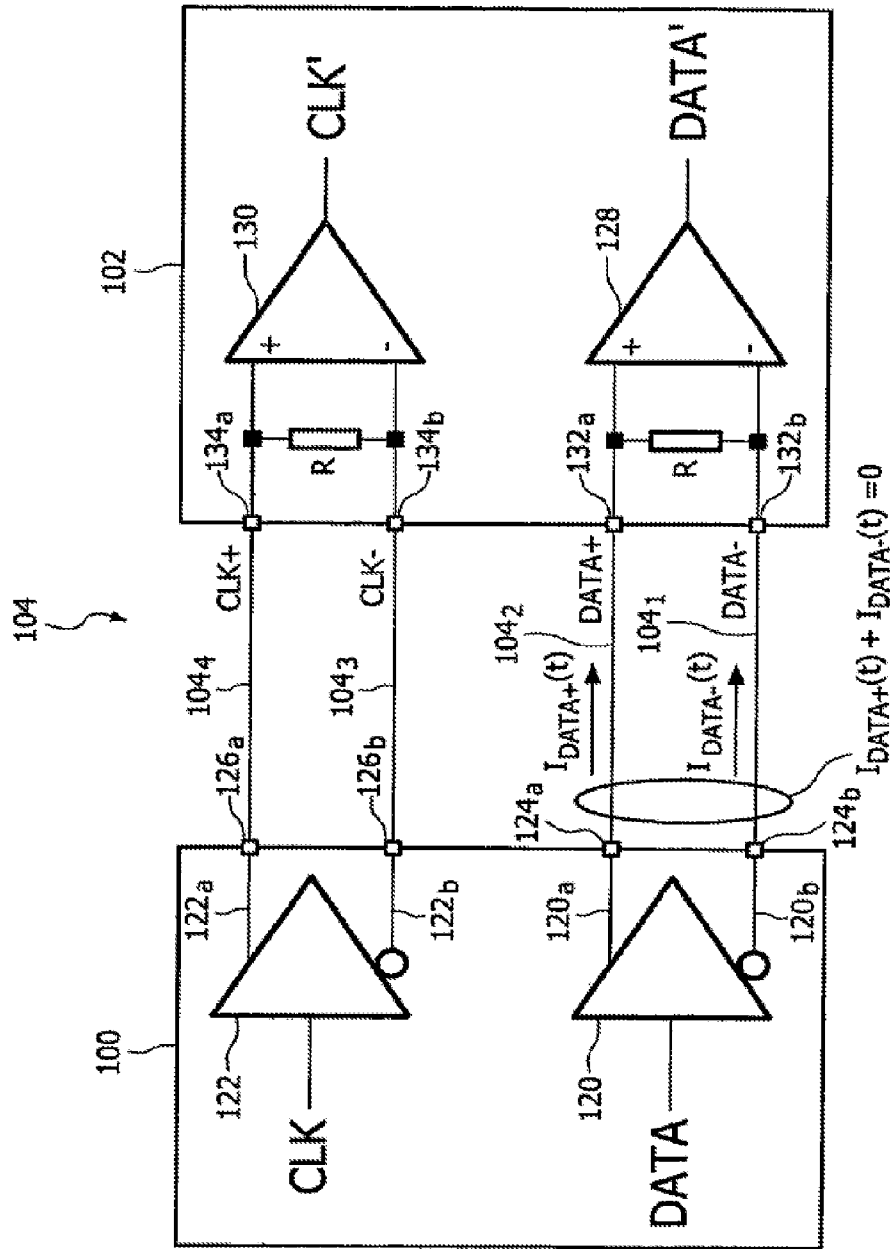 104
100
102
CLK
122
122a
122b
126a
126b
1044
1043
CLK+
CLK-
134a
134b
R
+
-
130
CLK'
DATA
120
120a
120b
124a
124b
IDATA+(t)
IDATA-(t)
1042
1041
DATA+
DATA-
132a
132b
R
+
-
128
DATA'
IDATA+(t) + IDATA-(t) =0